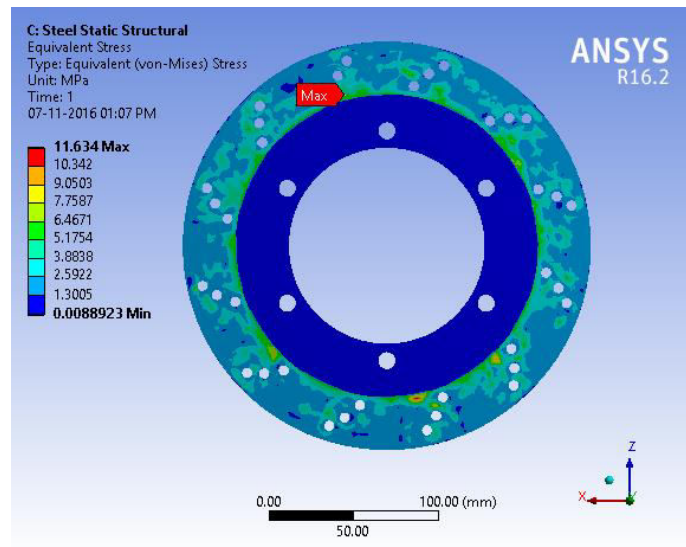 C: Steel Static Structural
Equivalent Stress
Type: Equivalent (von-Mises) Stress
Unit: MPa
Time: 1
07-11-2016 01:07 PM
11.634 Max
10.342
9.0503
7.7587
6.4671
5.1754
3.8838
2.5922
1.3005
0.0088923 Min
Max
ANSYS
R16.2
Z
X
Y
0.00
100.00 (mm)
50.00